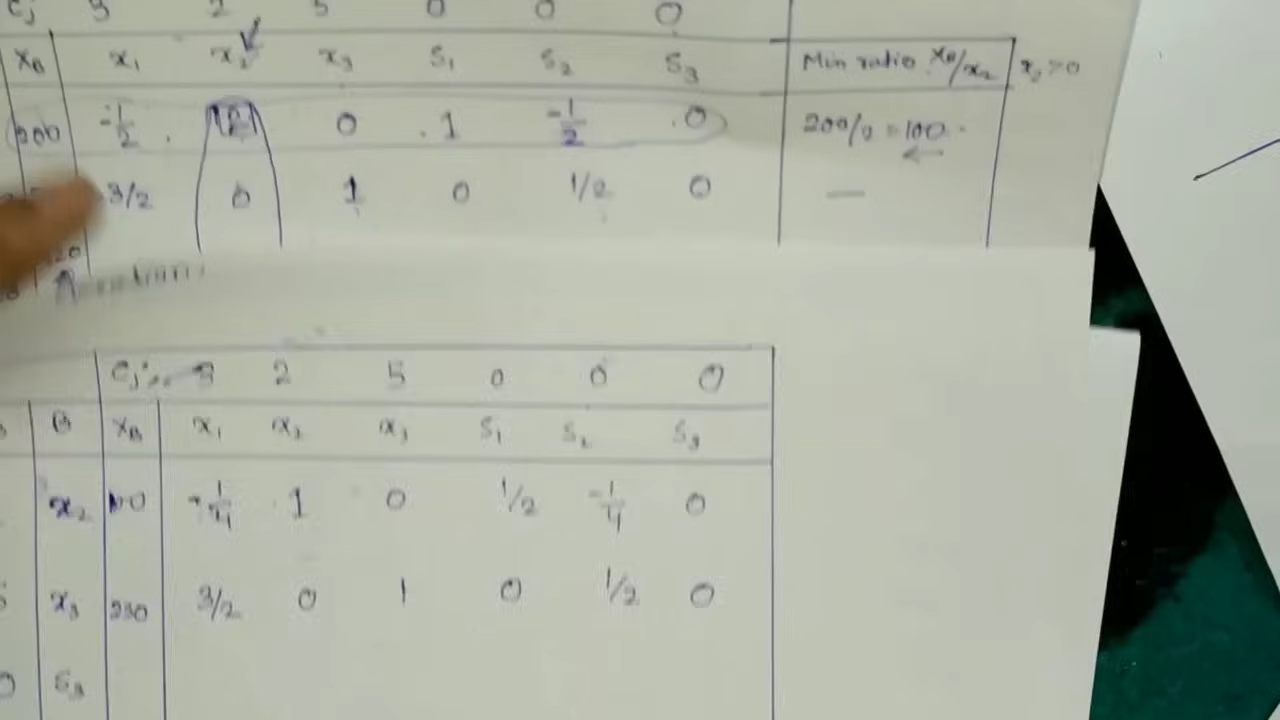 Cj 3 2 5 0 0 0
XB x₁ x₂ x₃ S₁ S₂ S₃ Min ratio XB/x₂ x₂>0
200 -1/2 2 0 1 -1/2 0 200/2 = 100
3/2 0 1 0 1/2 0 —
Cj 3 2 5 0 0 0
B XB x₁ x₂ x₃ S₁ S₂ S₃
x₂ 100 -1/4 1 0 1/2 -1/4 0
5 x₃ 230 3/2 0 1 0 1/2 0
0 S₃